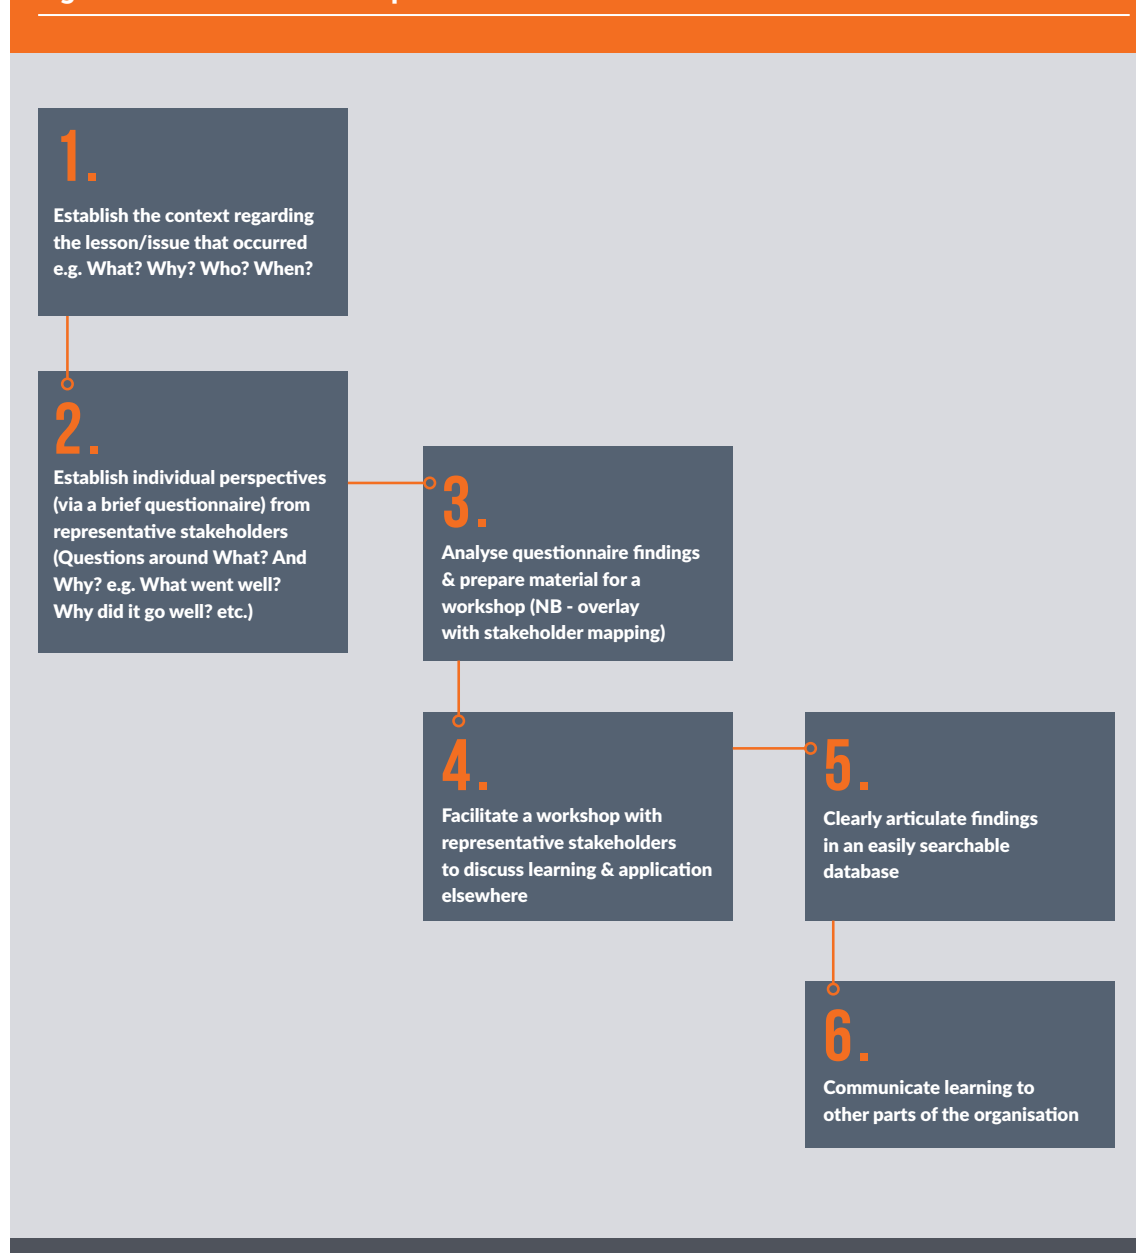 1.
Establish the context regarding
the lesson/issue that occurred
e.g. What? Why? Who? When?
2.
Establish individual perspectives
(via a brief questionnaire) from
representative stakeholders
(Questions around What? And
Why? e.g. What went well?
Why did it go well? etc.)
3.
Analyse questionnaire findings
& prepare material for a
workshop (NB - overlay
with stakeholder mapping)
4.
Facilitate a workshop with
representative stakeholders
to discuss learning & application
elsewhere
5.
Clearly articulate findings
in an easily searchable
database
6.
Communicate learning to
other parts of the organisation